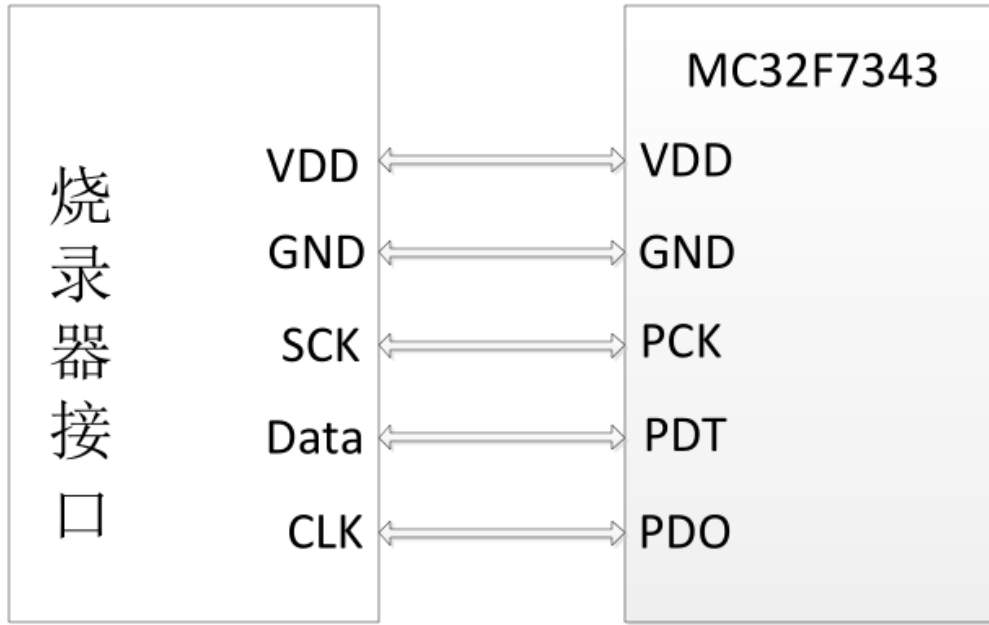 烧录器接口
VDD
GND
SCK
Data
CLK
MC32F7343
VDD
GND
PCK
PDT
PDO